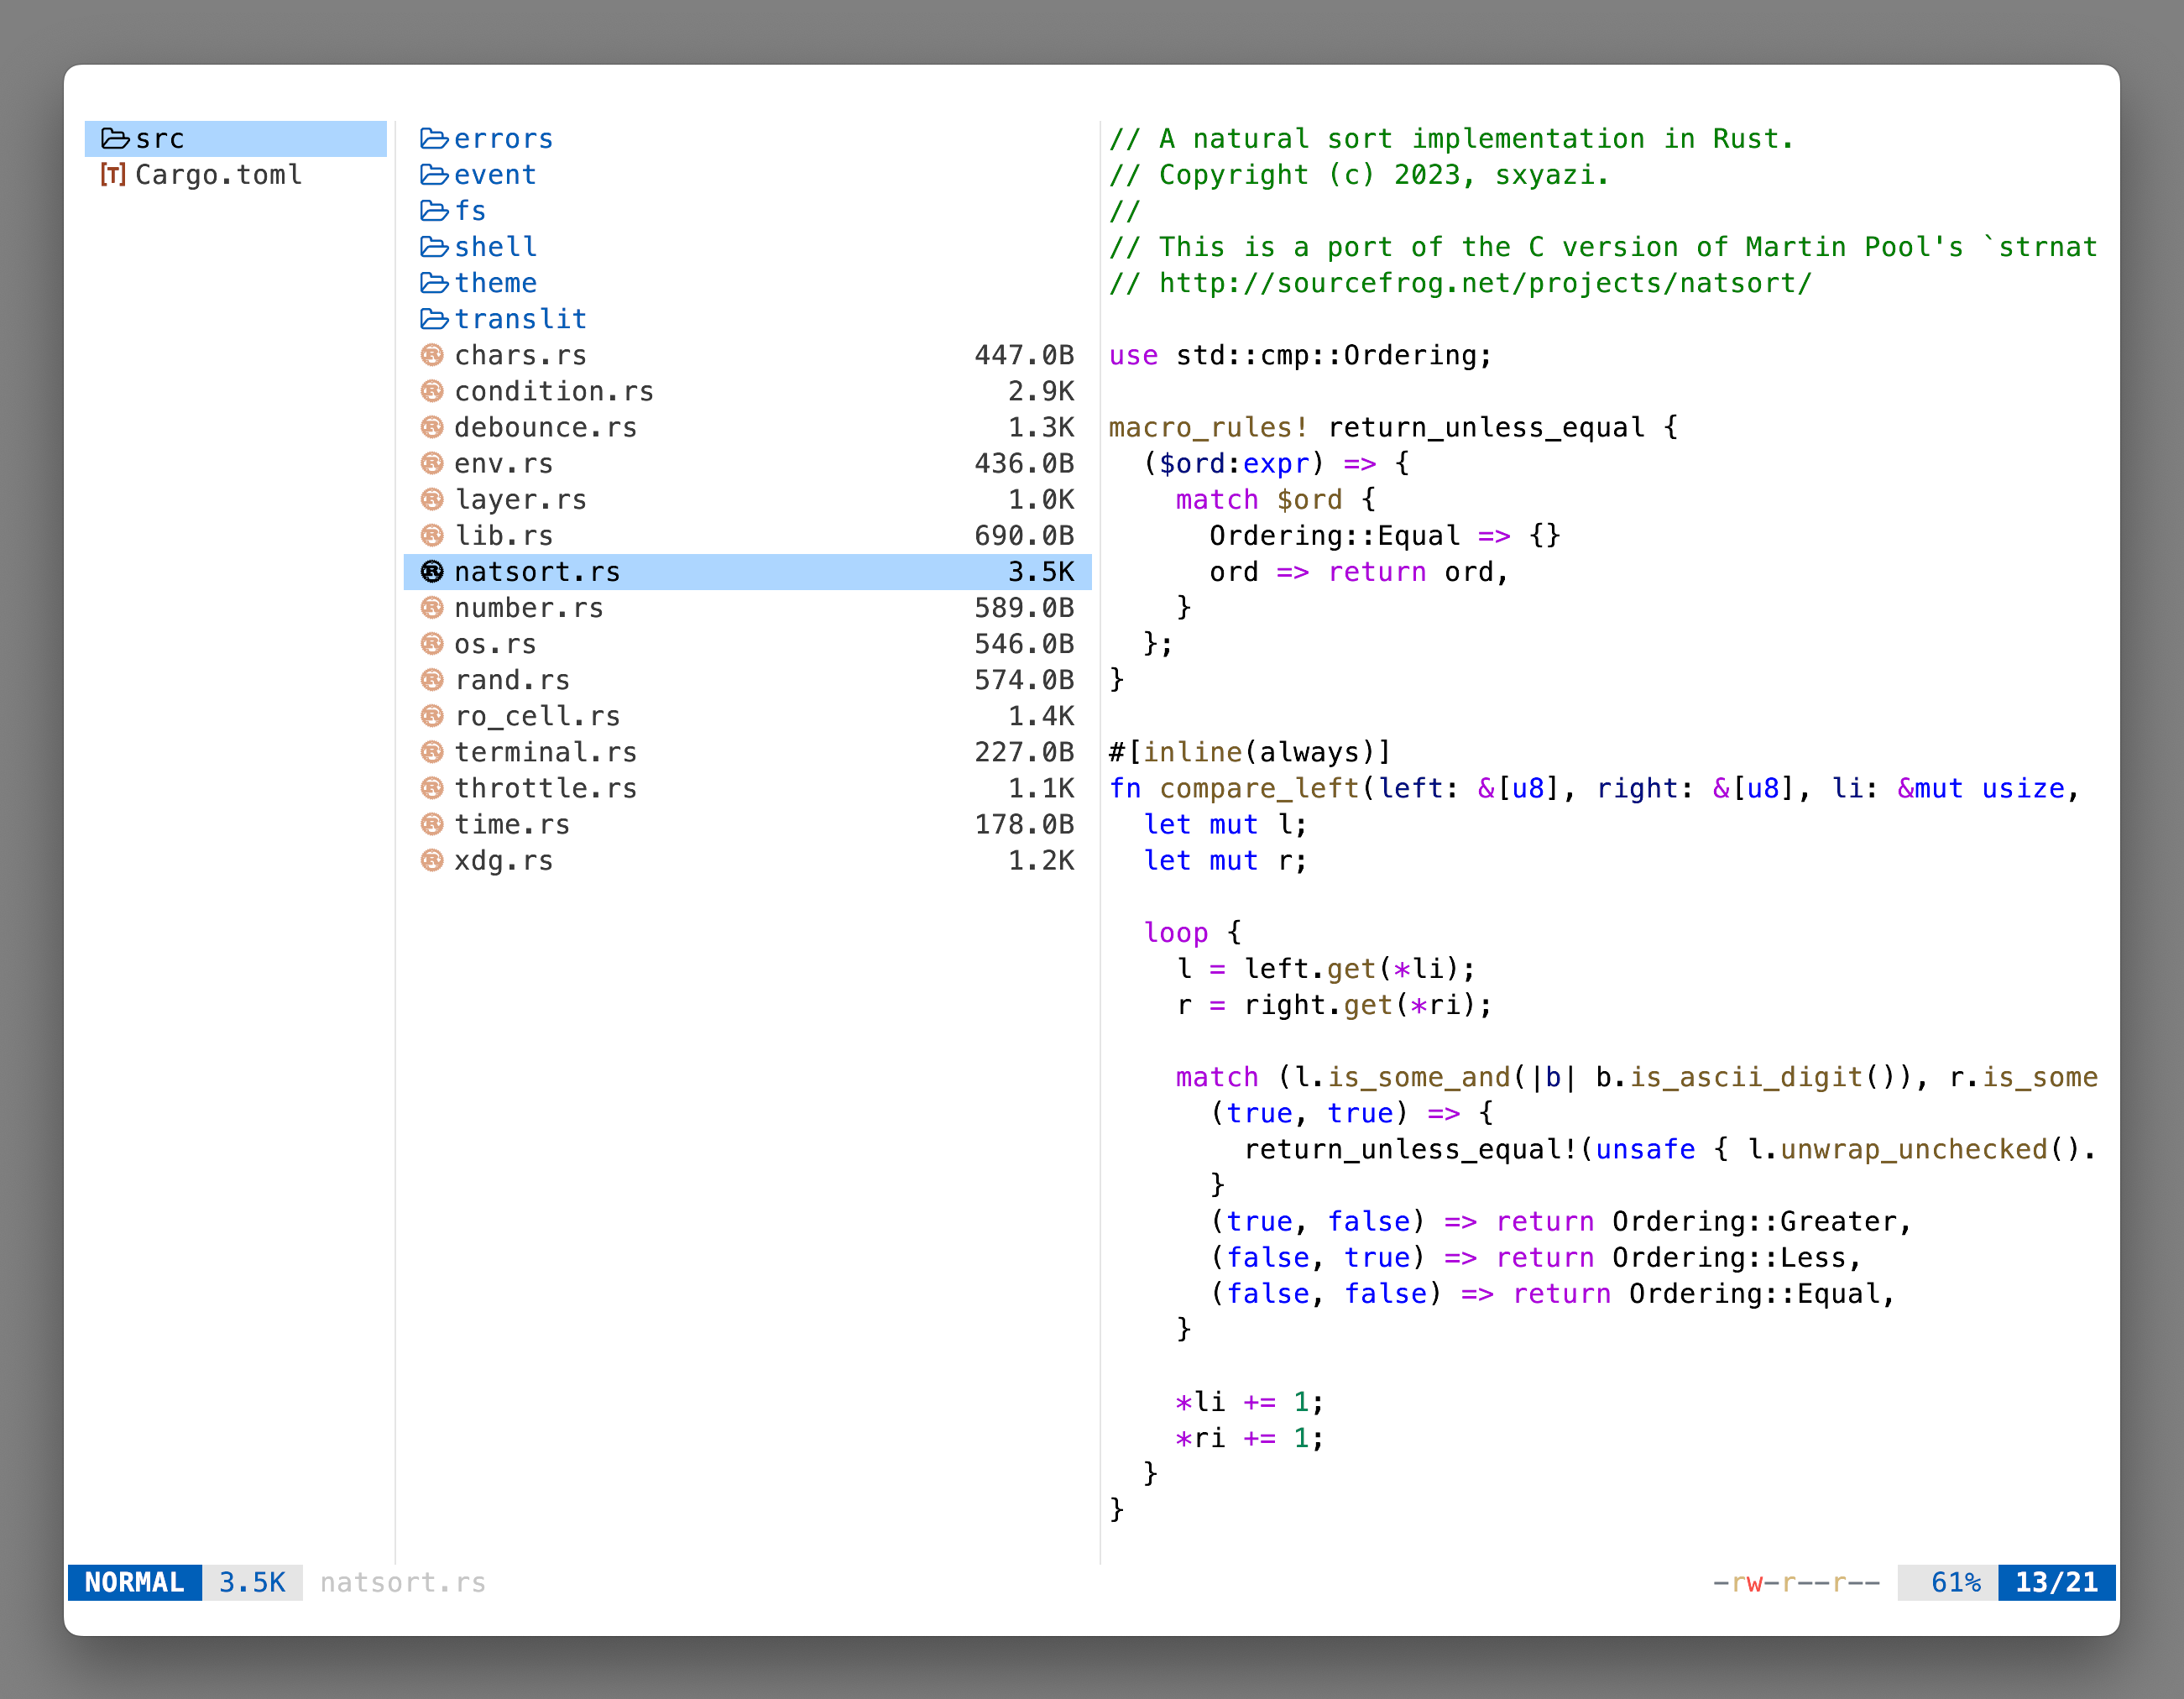 src
[T] Cargo.toml
errors
event
fs
shell
theme
translit
chars.rs 447.0B
condition.rs 2.9K
debounce.rs 1.3K
env.rs 436.0B
layer.rs 1.0K
lib.rs 690.0B
natsort.rs 3.5K
number.rs 589.0B
os.rs 546.0B
rand.rs 574.0B
ro_cell.rs 1.4K
terminal.rs 227.0B
throttle.rs 1.1K
time.rs 178.0B
xdg.rs 1.2K
// A natural sort implementation in Rust.
// Copyright (c) 2023, sxyazi.
//
// This is a port of the C version of Martin Pool's `strnat
// http://sourcefrog.net/projects/natsort/
use std::cmp::Ordering;
macro_rules! return_unless_equal {
  ($ord:expr) => {
    match $ord {
      Ordering::Equal => {}
      ord => return ord,
    }
  };
}
#[inline(always)]
fn compare_left(left: &[u8], right: &[u8], li: &mut usize,
  let mut l;
  let mut r;
  loop {
    l = left.get(*li);
    r = right.get(*ri);
    match (l.is_some_and(|b| b.is_ascii_digit()), r.is_some
      (true, true) => {
        return_unless_equal!(unsafe { l.unwrap_unchecked().
      }
      (true, false) => return Ordering::Greater,
      (false, true) => return Ordering::Less,
      (false, false) => return Ordering::Equal,
    }
    *li += 1;
    *ri += 1;
  }
}
NORMAL 3.5K natsort.rs -rw-r--r-- 61% 13/21